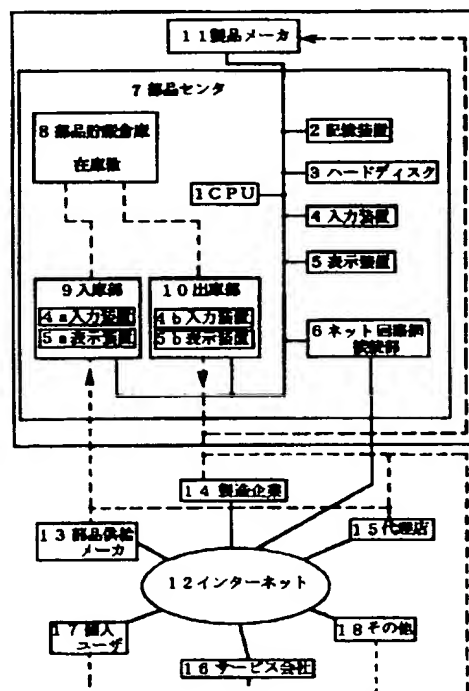 11製品メーカ
7部品センタ
8部品貯蔵倉庫
在庫数
2記憶装置
3ハードディスク
1CPU
4入力装置
5表示装置
9入庫部
4a入力装置
5a表示装置
10出庫部
4b入力装置
5b表示装置
6ネット回線網
接続部
14製造企業
13部品供給
メーカ
15代理店
12インターネット
17個人
ユーザ
18その他
16サービス会社